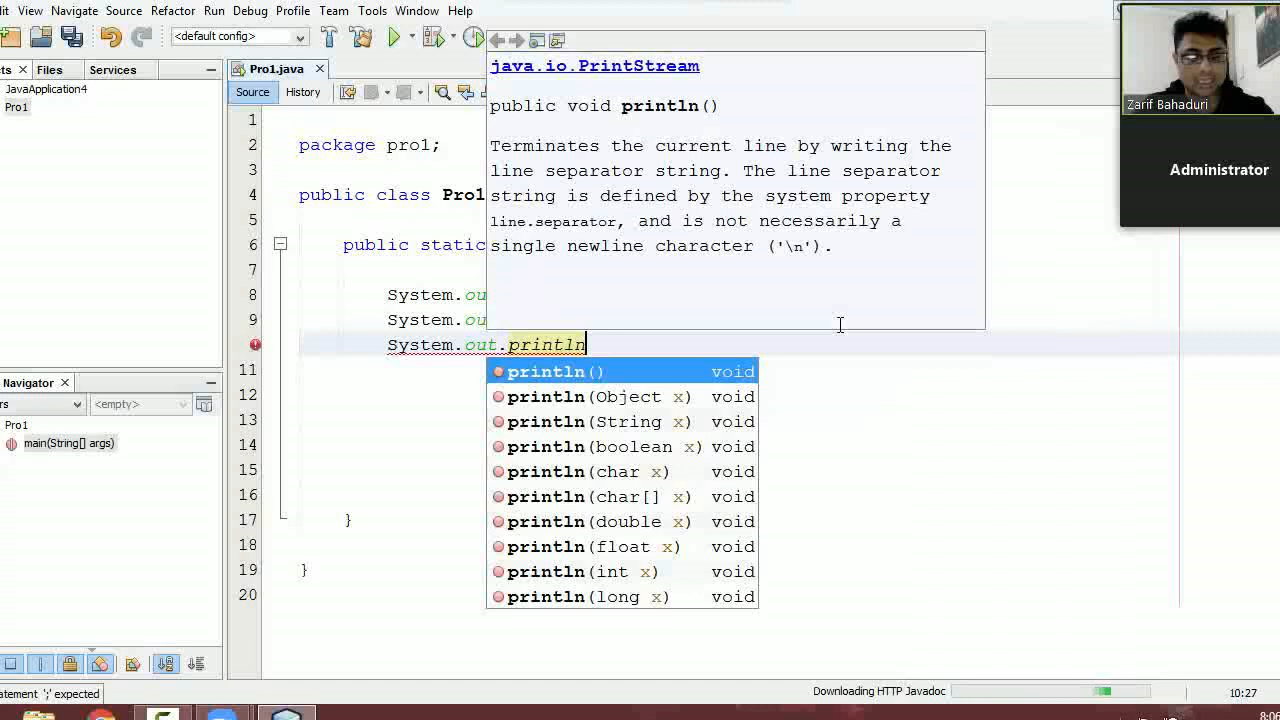 it View Navigate Source Refactor Run Debug Profile Team Tools Window Help
<default config>
cts Files Services
Pro1.java
JavaApplication4
Pro1
Source History
java.io.PrintStream
public void println()
Terminates the current line by writing the
line separator string. The line separator
string is defined by the system property
line.separator, and is not necessarily a
single newline character ('\n').
Zarif Bahaduri
Administrator
1
2 package pro1;
3
4 public class Pro1
5
6 public static
7
8 System.ou
9 System.ou
System.out.println
11
12
13
14
15
16
17 }
18
19 }
20
println() void
println(Object x) void
println(String x) void
println(boolean x) void
println(char x) void
println(char[] x) void
println(double x) void
println(float x) void
println(int x) void
println(long x) void
Navigator
rs <empty>
Pro1
main(String[] args)
atement ';' expected
Downloading HTTP Javadoc
10:27
8:06